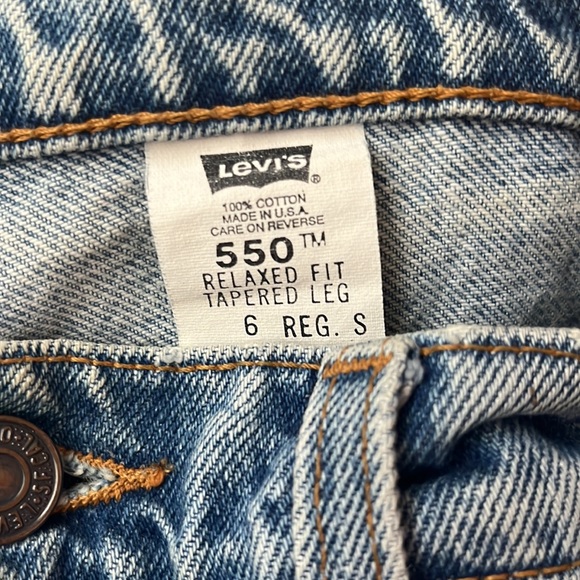 Levi's
®
100% COTTON
MADE IN U.S.A.
CARE ON REVERSE
550™
RELAXED FIT
TAPERED LEG
6 REG. S